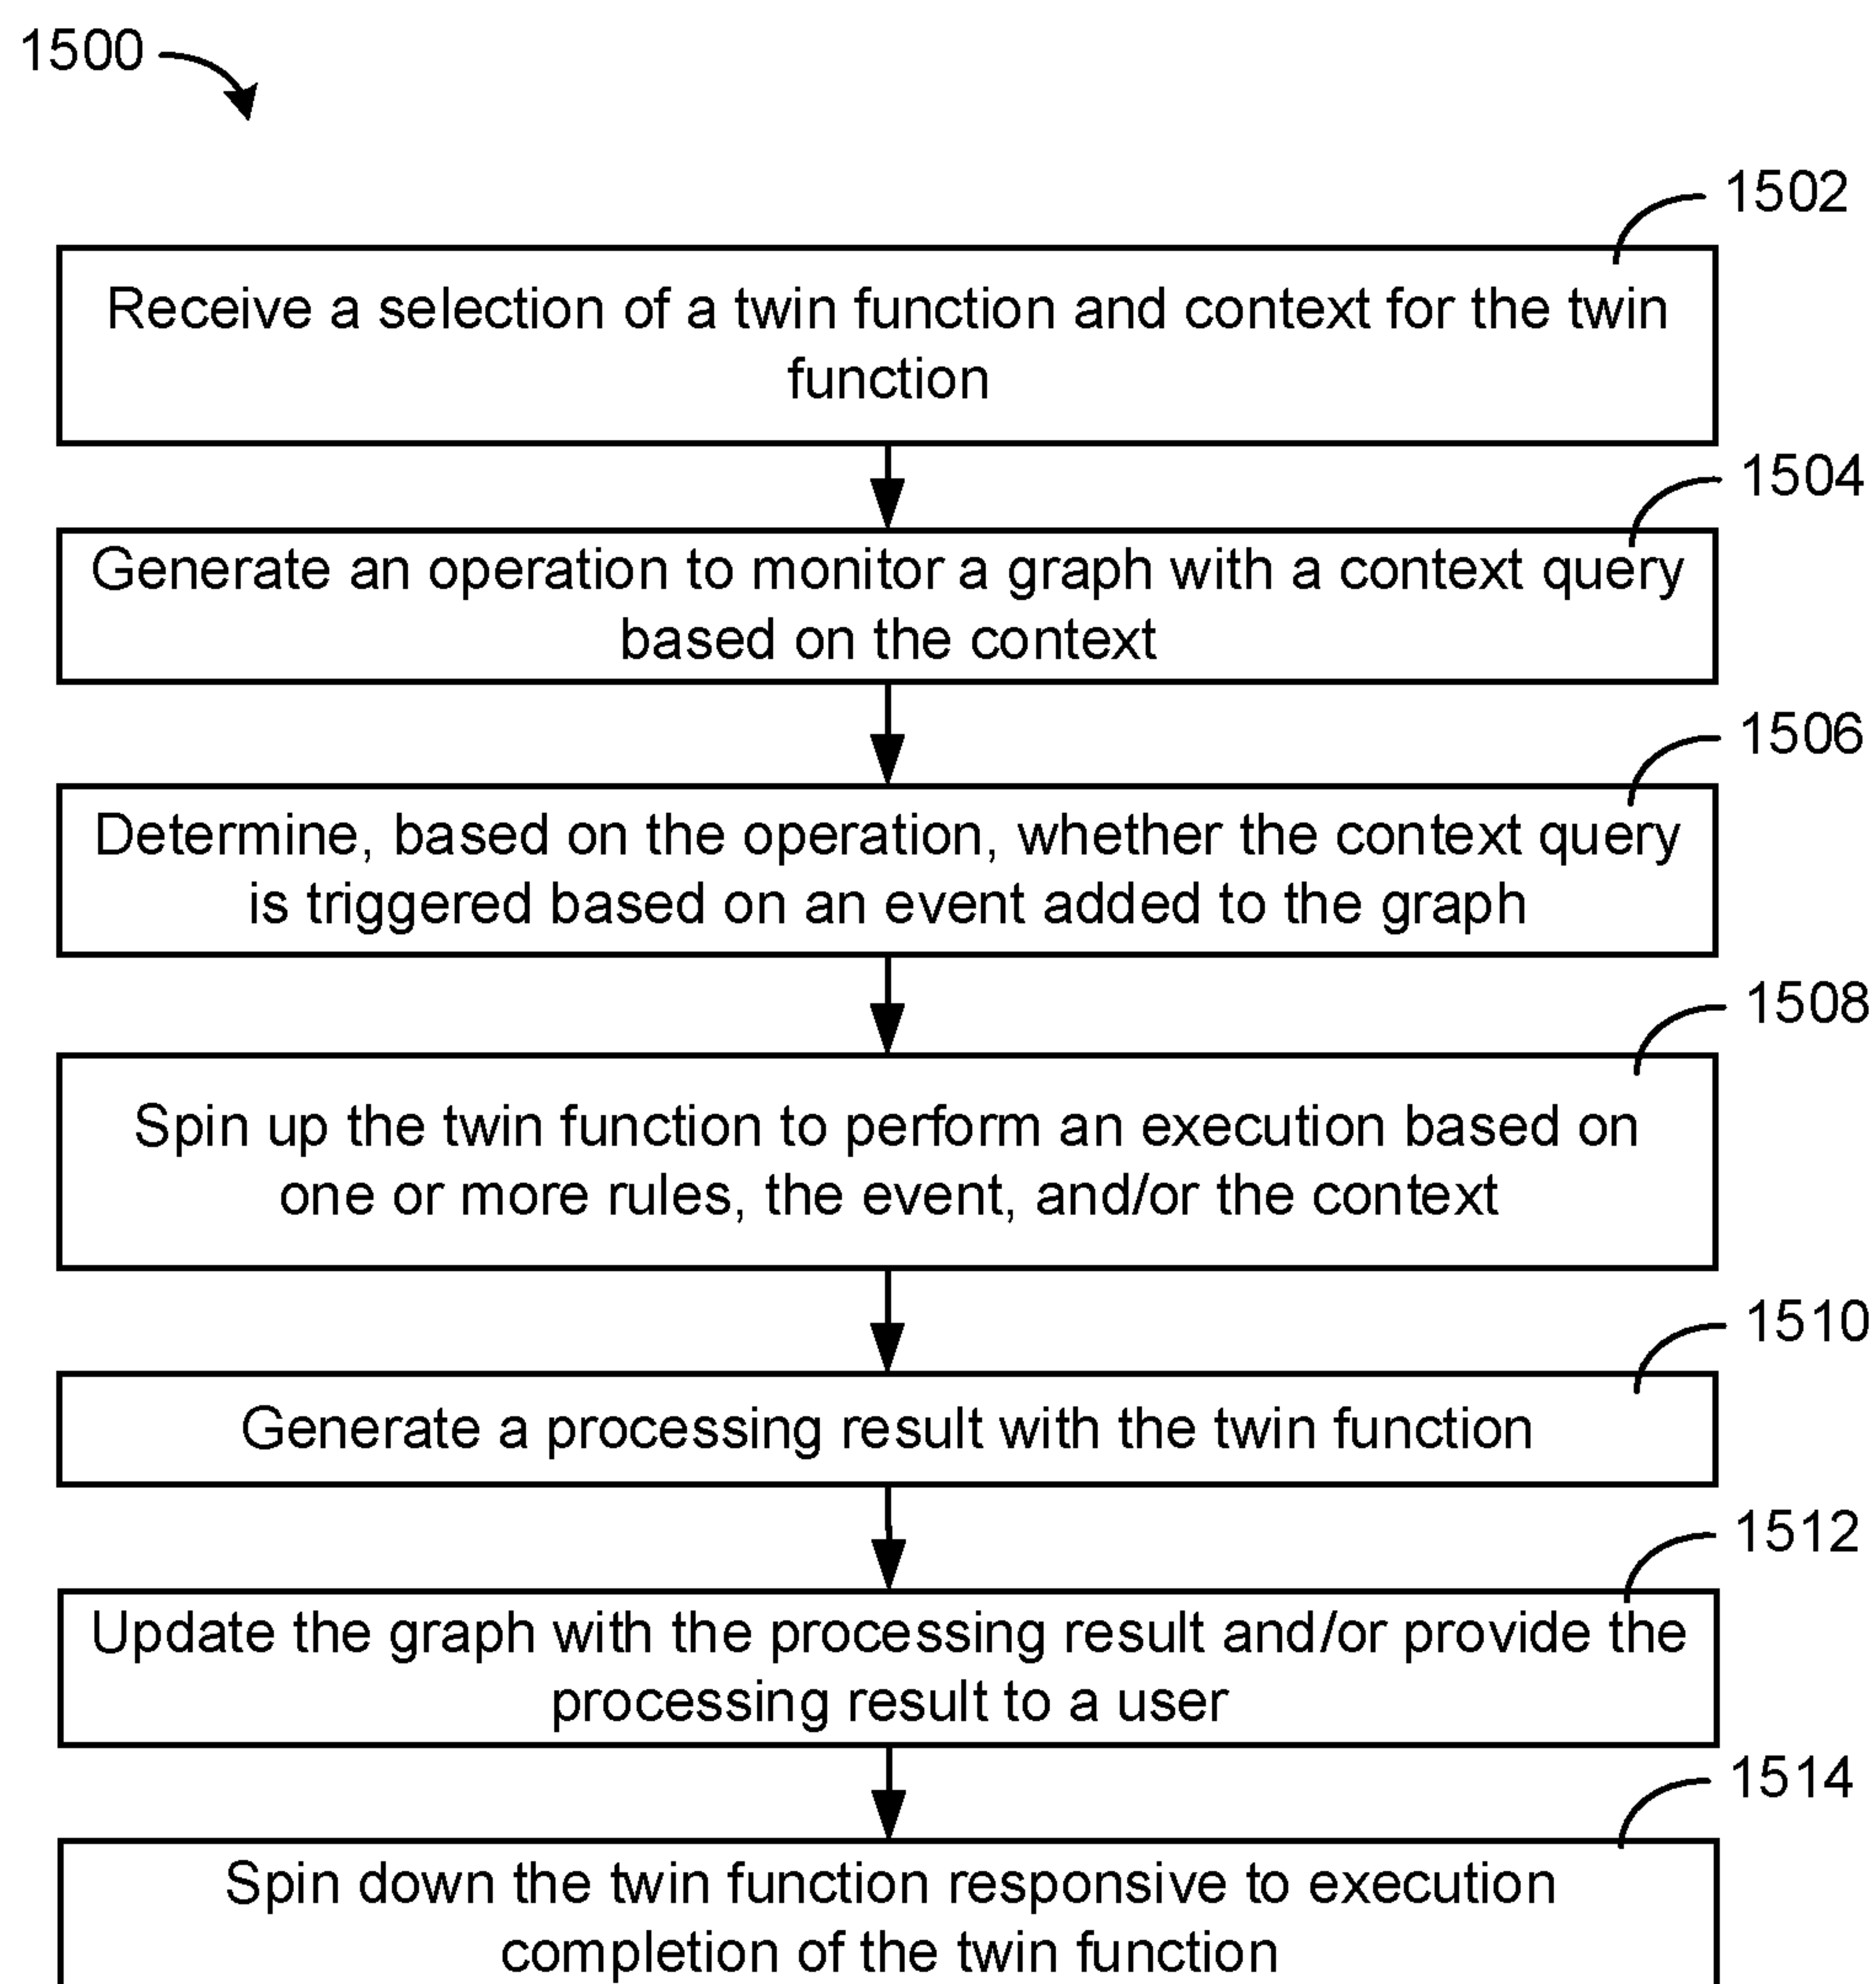 1500
1502
Receive a selection of a twin function and context for the twin
function
1504
Generate an operation to monitor a graph with a context query
based on the context
1506
Determine, based on the operation, whether the context query
is triggered based on an event added to the graph
1508
Spin up the twin function to perform an execution based on
one or more rules, the event, and/or the context
1510
Generate a processing result with the twin function
1512
Update the graph with the processing result and/or provide the
processing result to a user
1514
Spin down the twin function responsive to execution
completion of the twin function